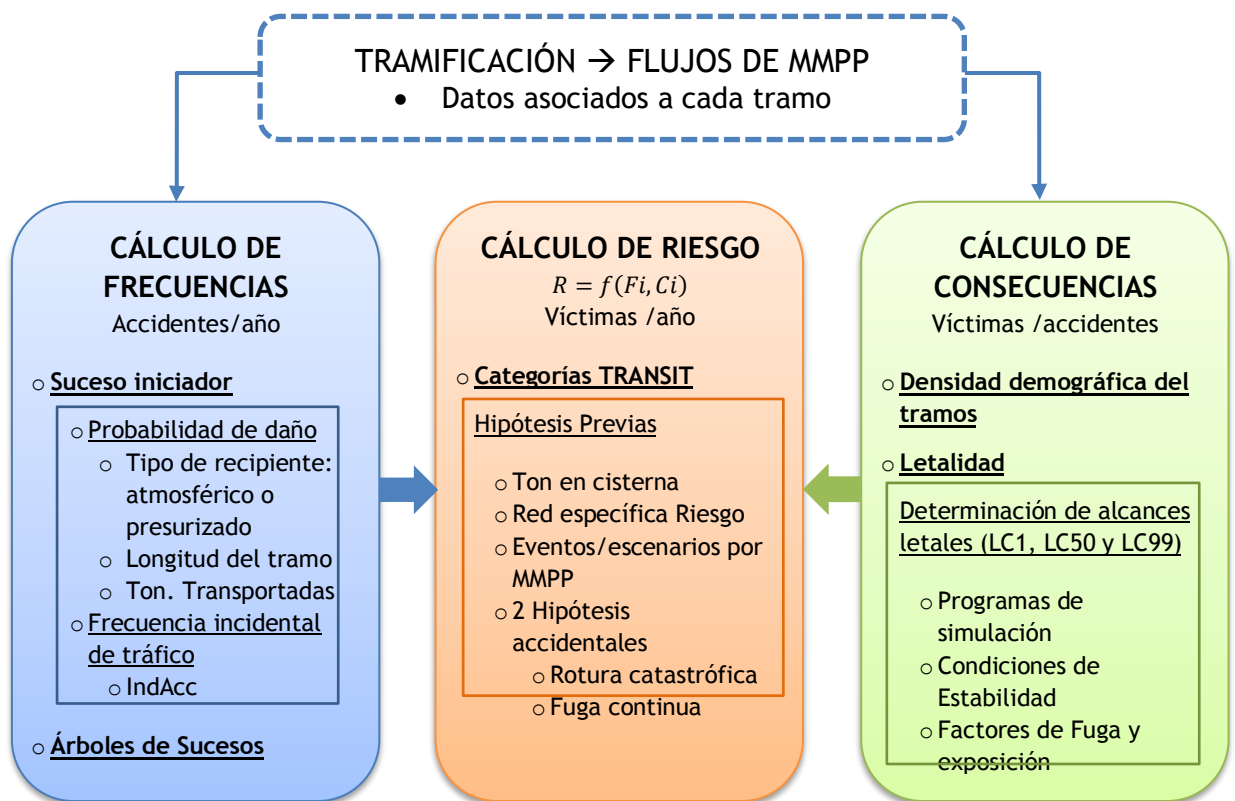 TRAMIFICACIÓN → FLUJOS DE MMPP
• Datos asociados a cada tramo
CÁLCULO DE
FRECUENCIAS
Accidentes/año
o Suceso iniciador
o Probabilidad de daño
o Tipo de recipiente:
atmosférico o
presurizado
o Longitud del tramo
o Ton. Transportadas
o Frecuencia incidental
de tráfico
o IndAcc
o Árboles de Sucesos
CÁLCULO DE RIESGO
R = f(Fi, Ci)
Víctimas /año
o Categorías TRANSIT
Hipótesis Previas
o Ton en cisterna
o Red específica Riesgo
o Eventos/escenarios por
MMPP
o 2 Hipótesis
accidentales
o Rotura catastrófica
o Fuga continua
CÁLCULO DE
CONSECUENCIAS
Víctimas /accidentes
o Densidad demográfica del
tramos
o Letalidad
Determinación de alcances
letales (LC1, LC50 y LC99)
o Programas de
simulación
o Condiciones de
Estabilidad
o Factores de Fuga y
exposición